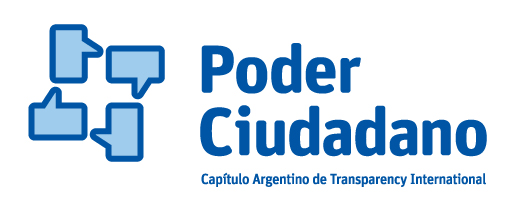 Poder
Ciudadano
Capítulo Argentino de Transparency International